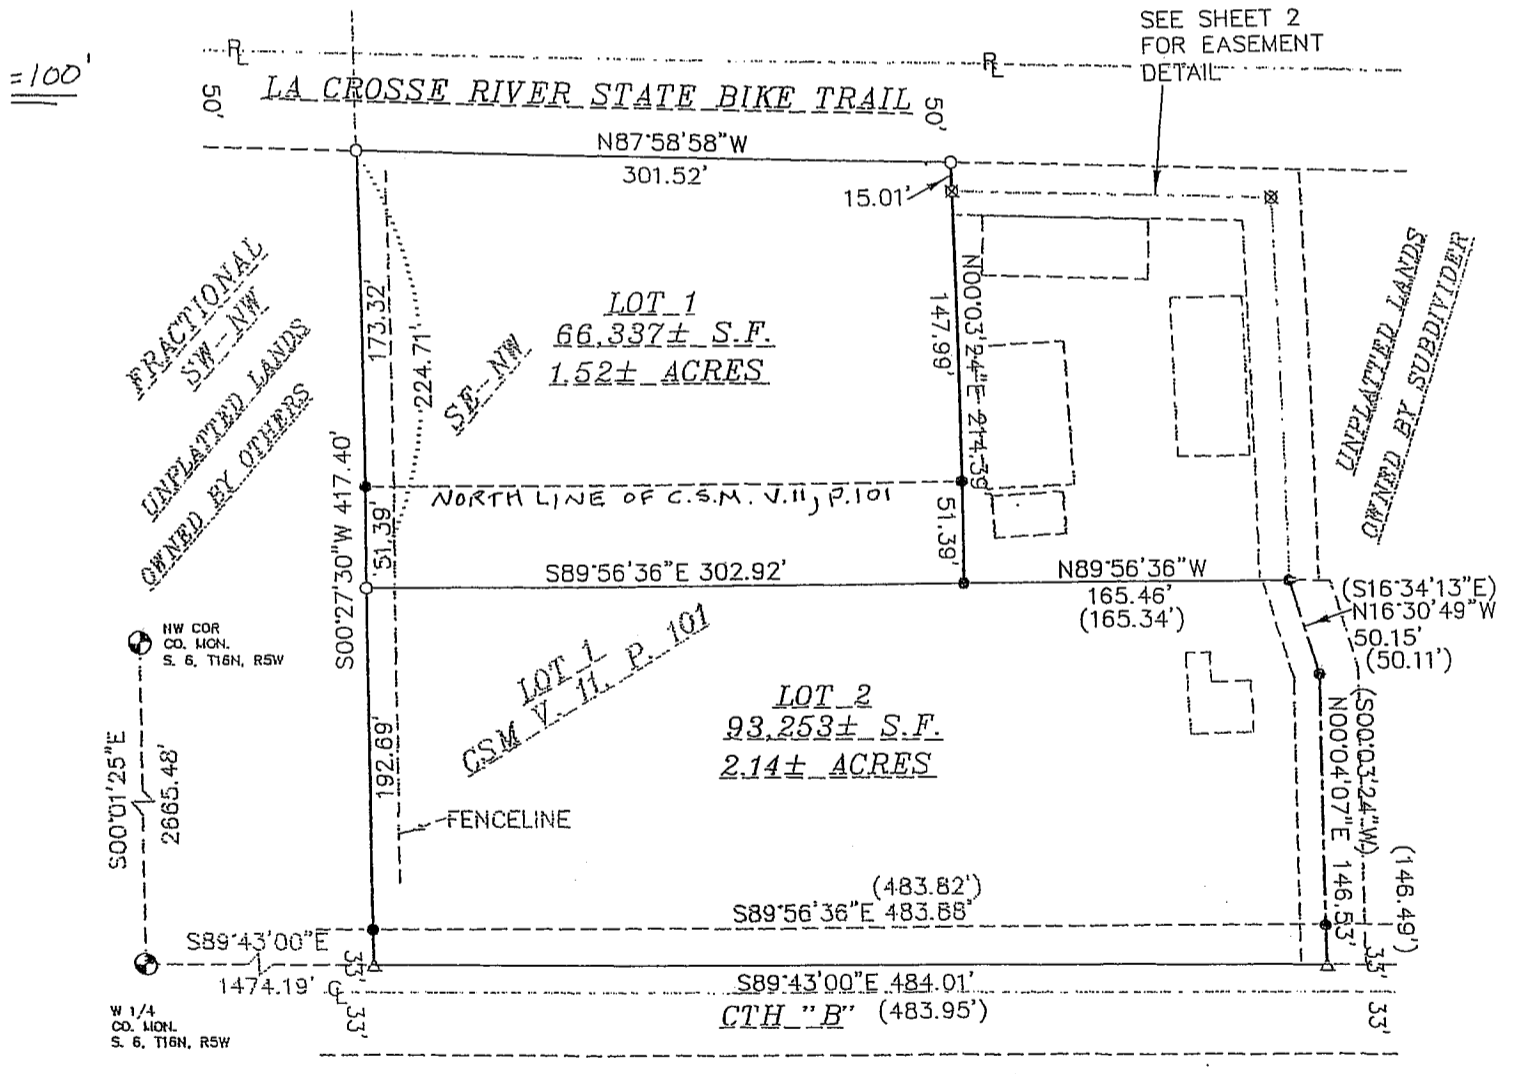 SEE SHEET 2
FOR EASEMENT
DETAIL
=100'
PL
PL
50'
LA CROSSE RIVER STATE BIKE TRAIL
50'
N87°58'58"W
301.52'
15.01'
FRACTIONAL
SW-NW
UNPLATTED LANDS
OWNED BY OTHERS
173.32'
224.71'
LOT 1
66,337± S.F.
1.52± ACRES
SE-NW
147.99'
N00°03'24"E 214.39'
UNPLATTED LANDS
OWNED BY SUBDIVIDER
S00°27'30"W 417.40'
NORTH LINE OF C.S.M. V.11, P.101
51.39'
51.39'
S89°56'36"E 302.92'
N89°56'36"W
165.46'
(165.34')
(S16°34'13"E)
N16°30'49"W
50.15'
(50.11')
NW COR
CO. MON.
S. 6, T16N, R5W
LOT 1
CSM V. 11, P. 101
LOT 2
93,253± S.F.
2.14± ACRES
S00°01'25"E
2665.48'
192.69'
FENCELINE
N00°04'07"E 146.53'
(S00°03'24"W)
(146.49')
(483.82')
S89°56'36"E 483.88'
S89°43'00"E
1474.19'
33'
33'
S89°43'00"E 484.01'
CL
CTH "B" (483.95')
33'
33'
W 1/4
CO. MON.
S. 6, T16N, R5W